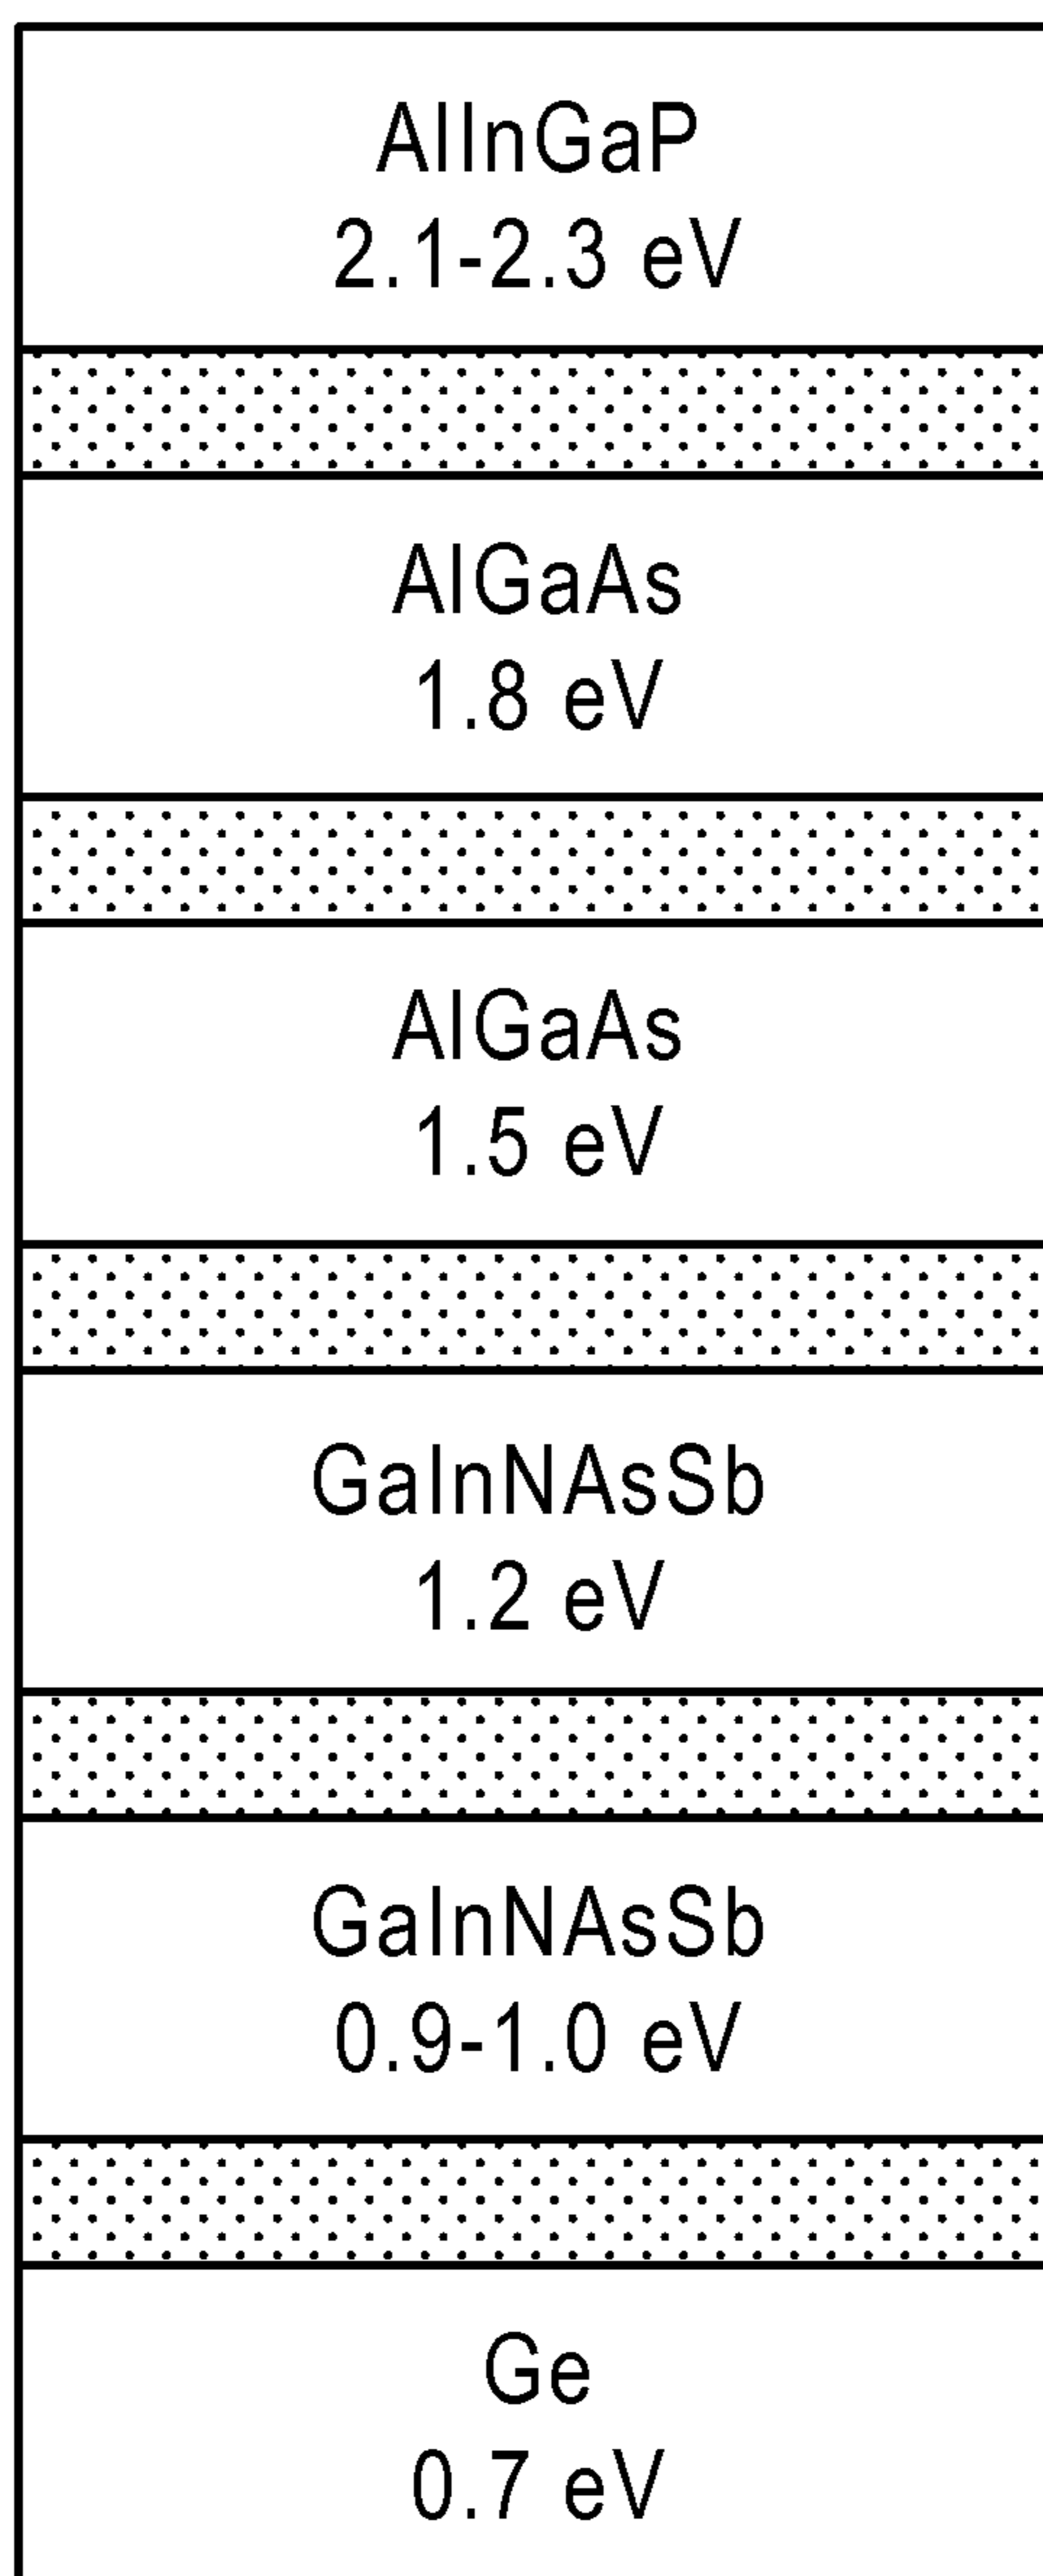 AlInGaP
2.1-2.3 eV
AlGaAs
1.8 eV
AlGaAs
1.5 eV
GaInNAsSb
1.2 eV
GaInNAsSb
0.9-1.0 eV
Ge
0.7 eV